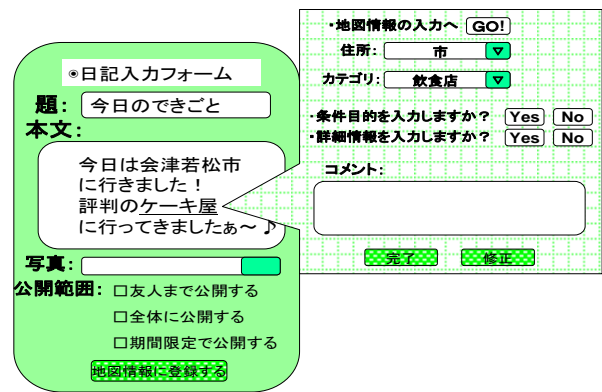 ◉日記入力フォーム
題: 今日のできごと
本文:
今日は会津若松市
に行きました！
評判のケーキ屋
に行ってきましたぁ～♪
写真:
公開範囲: □友人まで公開する
□全体に公開する
□期間限定で公開する
地図情報に登録する
・地図情報の入力へ GO!
住所: 市 ▽
カテゴリ: 飲食店 ▽
・条件目的を入力しますか？ Yes No
・詳細情報を入力しますか？ Yes No
コメント:
完了 修正